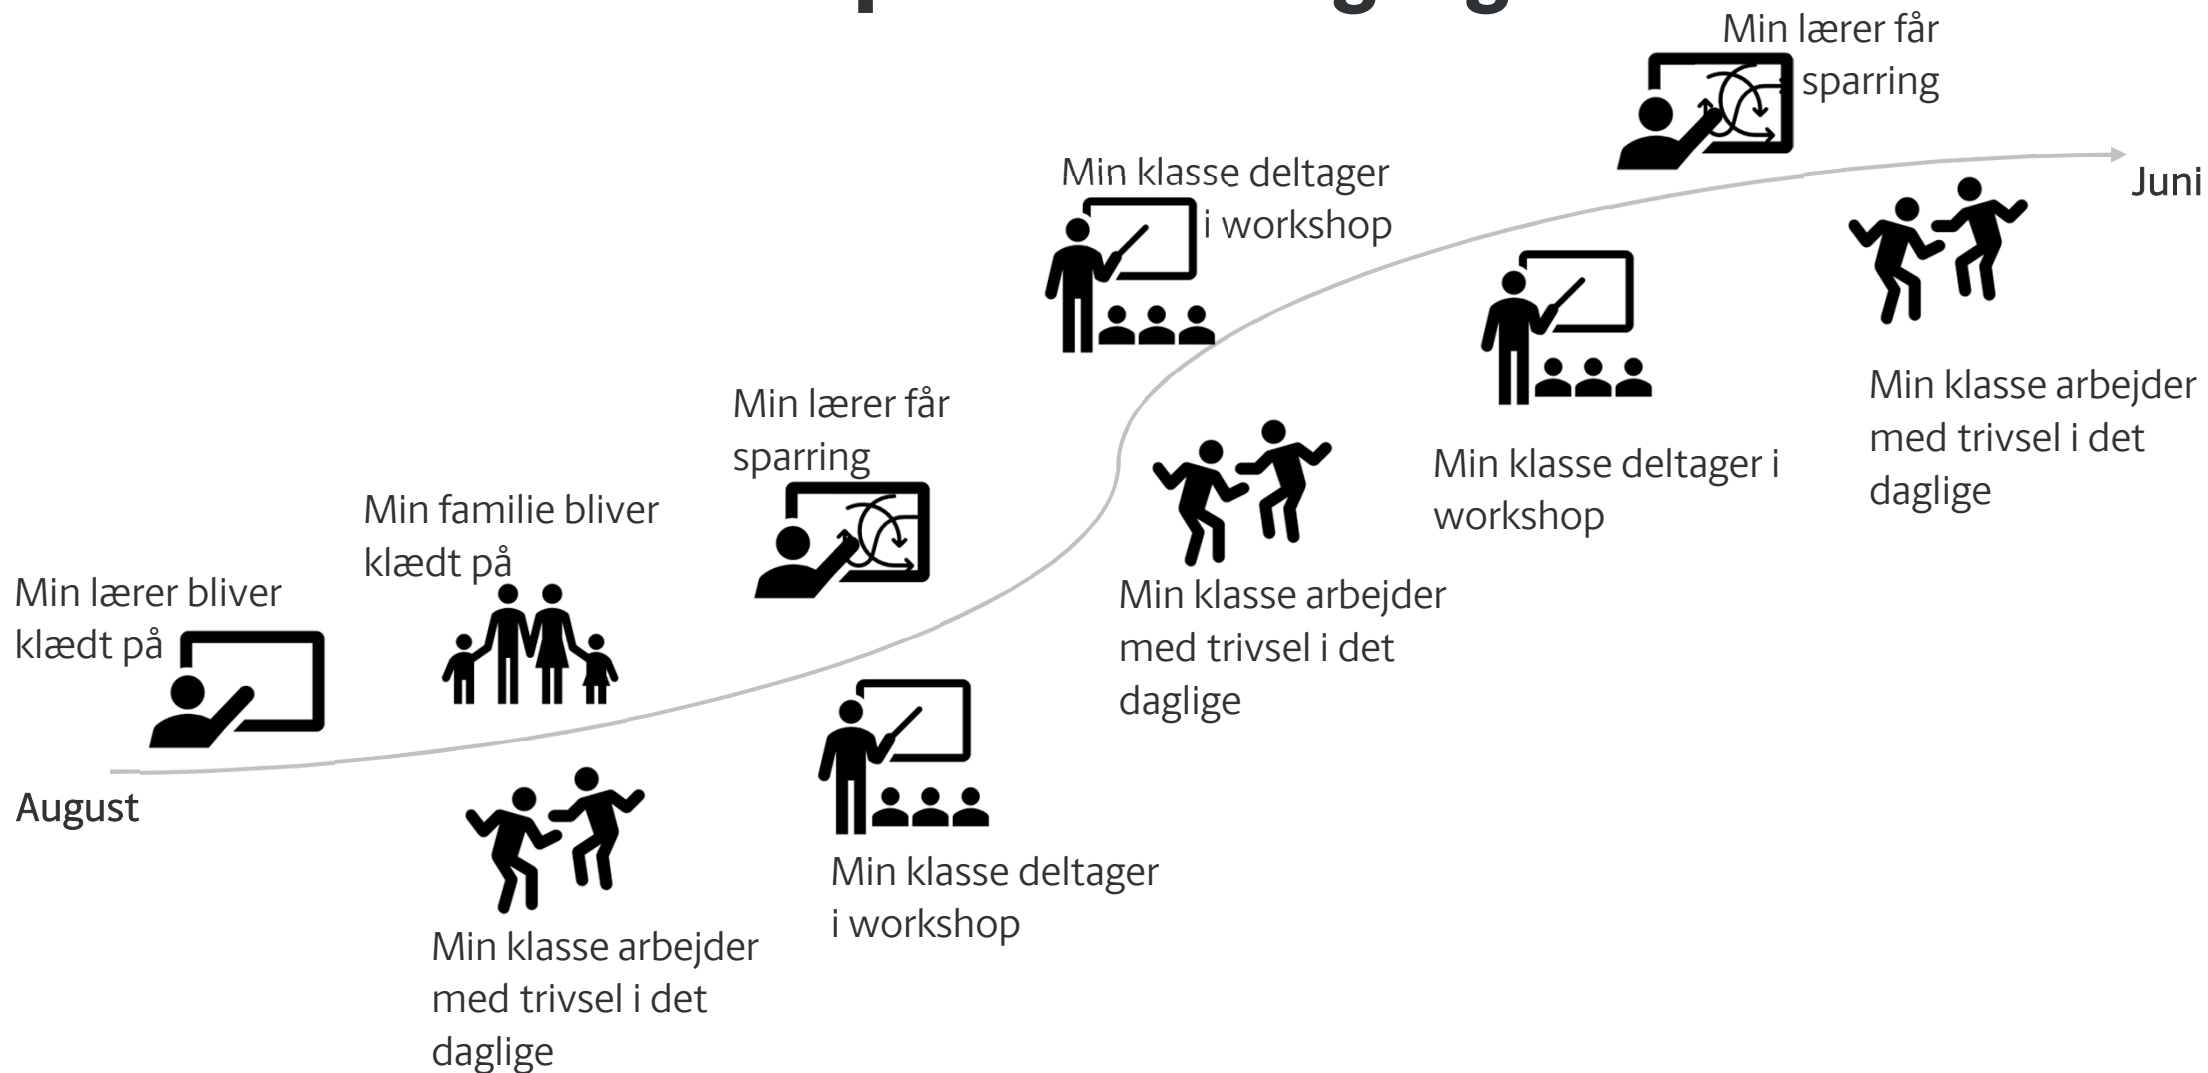 Min lærer får
sparring
Min klasse deltager
i workshop
Juni
Min lærer får
sparring
Min klasse arbejder
med trivsel i det
daglige
Min klasse deltager i
workshop
Min familie bliver
klædt på
Min lærer bliver
klædt på
Min klasse arbejder
med trivsel i det
daglige
August
Min klasse deltager
i workshop
Min klasse arbejder
med trivsel i det
daglige